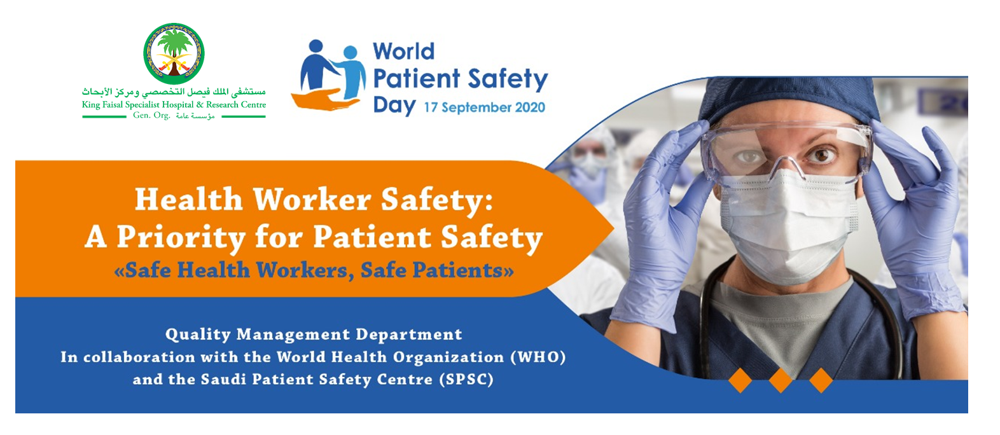 مستشفى الملك فيصل التخصصي ومركز الأبحاث
King Faisal Specialist Hospital & Research Centre
Gen. Org. مؤسسة عامة
World
Patient Safety
Day 17 September 2020
Health Worker Safety:
A Priority for Patient Safety
«Safe Health Workers, Safe Patients»
Quality Management Department
In collaboration with the World Health Organization (WHO)
and the Saudi Patient Safety Centre (SPSC)